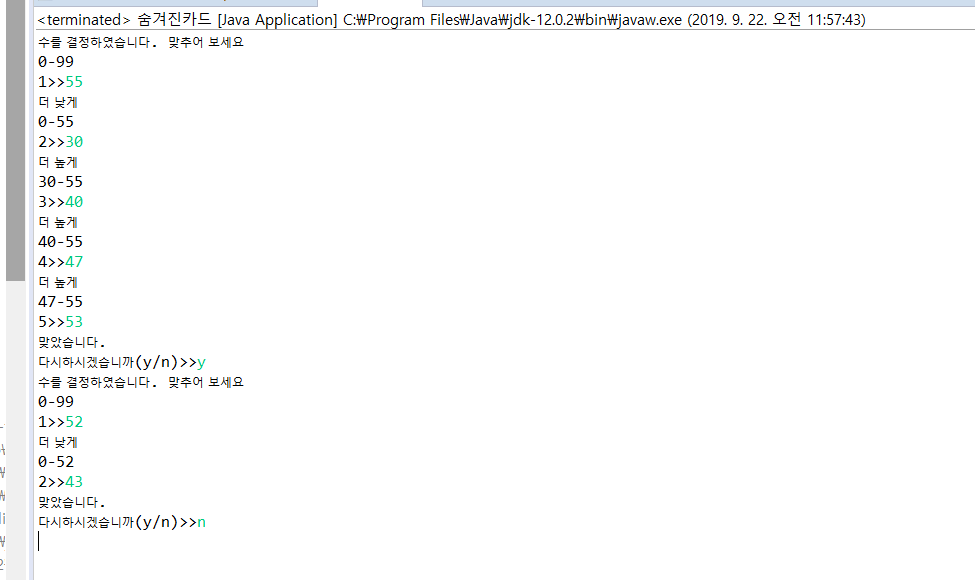 <terminated> 숨겨진카드 [Java Application] C:₩Program Files₩Java₩jdk-12.0.2₩bin₩javaw.exe (2019. 9. 22. 오전 11:57:43)
수를 결정하였습니다. 맞추어 보세요
0-99
1>>55
더 낮게
0-55
2>>30
더 높게
30-55
3>>40
더 높게
40-55
4>>47
더 높게
47-55
5>>53
맞았습니다.
다시하시겠습니까(y/n)>>y
수를 결정하였습니다. 맞추어 보세요
0-99
1>>52
더 낮게
0-52
2>>43
맞았습니다.
다시하시겠습니까(y/n)>>n